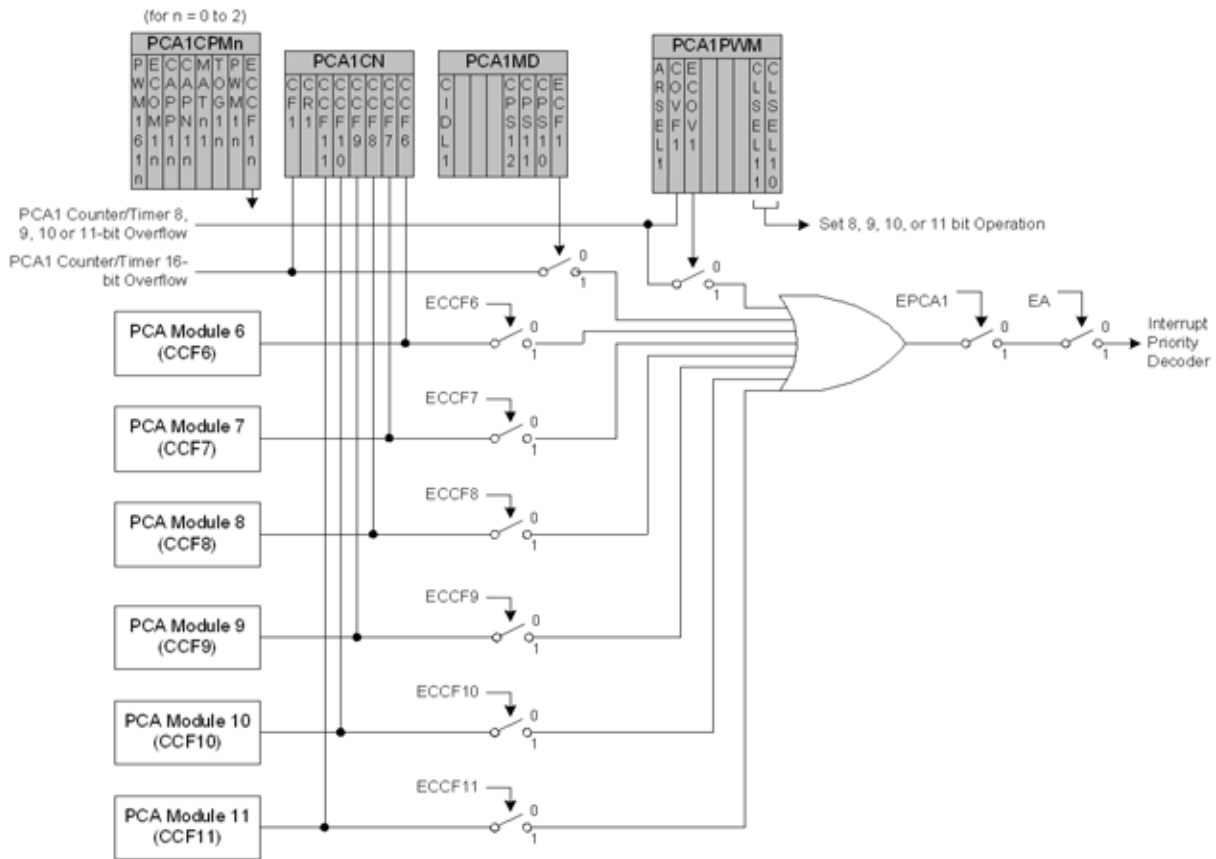 (for n = 0 to 2)
PCA1CPMn
PWM161n
ECOM1n
CAPP1n
CAPN1n
MATn1
TOG1n
PWM1n
ECCF1n
PCA1CN
CF1
CR1
CCF11
CCF10
CCF9
CCF8
CCF7
CCF6
PCA1MD
CIDL1
CPS12
CPS11
CPS10
ECF1
PCA1PWM
ARSEL1
COVF1
ECOV1
CLSEL11
CLSEL10
PCA1 Counter/Timer 8,
9, 10 or 11-bit Overflow
Set 8, 9, 10, or 11 bit Operation
PCA1 Counter/Timer 16-
bit Overflow
0
1
0
1
PCA Module 6
(CCF6)
ECCF6
0
1
EPCA1
0
1
EA
0
1
Interrupt
Priority
Decoder
PCA Module 7
(CCF7)
ECCF7
0
1
PCA Module 8
(CCF8)
ECCF8
0
1
PCA Module 9
(CCF9)
ECCF9
0
1
PCA Module 10
(CCF10)
ECCF10
0
1
PCA Module 11
(CCF11)
ECCF11
0
1